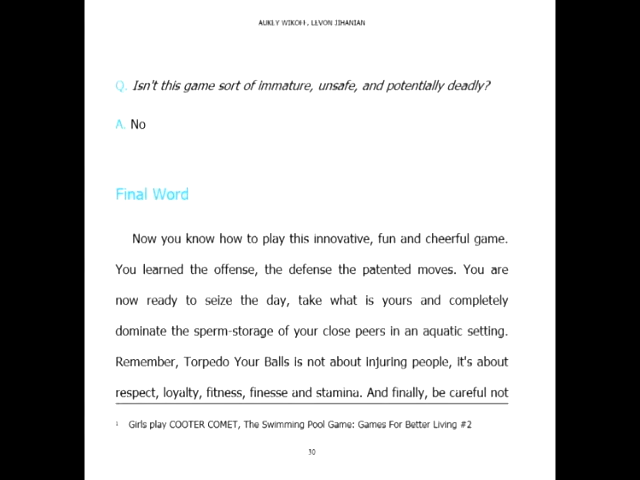 AUKLY WIKOFF, LEVON JIHANIAN
Q. Isn't this game sort of immature, unsafe, and potentially deadly?
A. No
Final Word
Now you know how to play this innovative, fun and cheerful game.
You learned the offense, the defense the patented moves. You are
now ready to seize the day, take what is yours and completely
dominate the sperm-storage of your close peers in an aquatic setting.
Remember, Torpedo Your Balls is not about injuring people, it's about
respect, loyalty, fitness, finesse and stamina. And finally, be careful not
1 Girls play COOTER COMET, The Swimming Pool Game: Games For Better Living #2
30